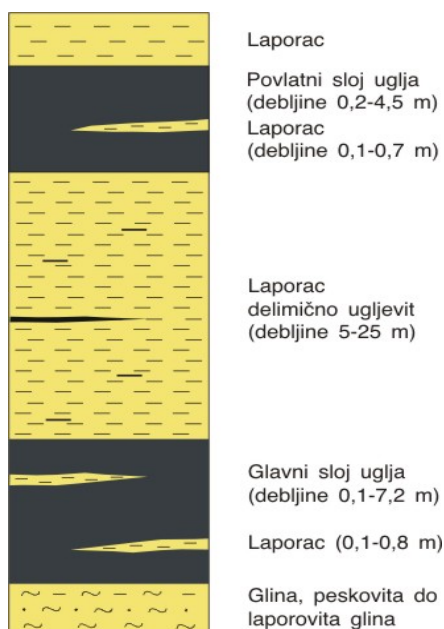 Laporac
Povlatni sloj uglja
(debljine 0,2-4,5 m)
Laporac
(debljine 0,1-0,7 m)
Laporac
delimično ugljevit
(debljine 5-25 m)
Glavni sloj uglja
(debljine 0,1-7,2 m)
Laporac (0,1-0,8 m)
Glina, peskovita do
laporovita glina